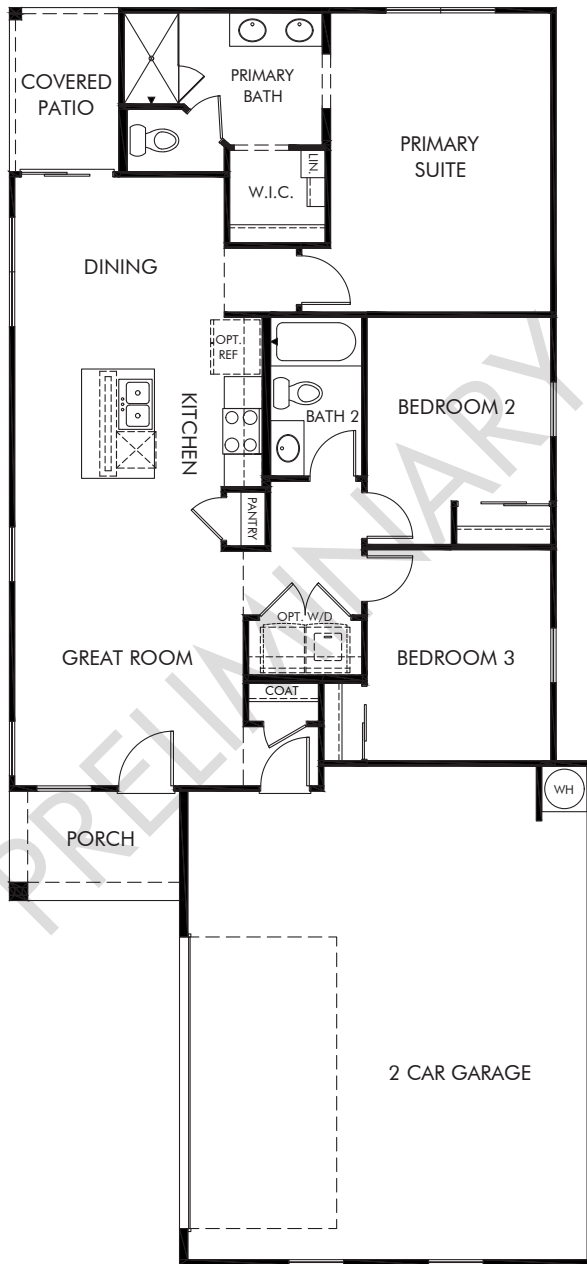 COVERED
PATIO
PRIMARY
BATH
PRIMARY
SUITE
LIN.
W.I.C.
DINING
OPT.
REF
KITCHEN
BATH 2
BEDROOM 2
PANTRY
OPT. W/D
GREAT ROOM
BEDROOM 3
COAT
WH
PORCH
2 CAR GARAGE
PRELIMINARY